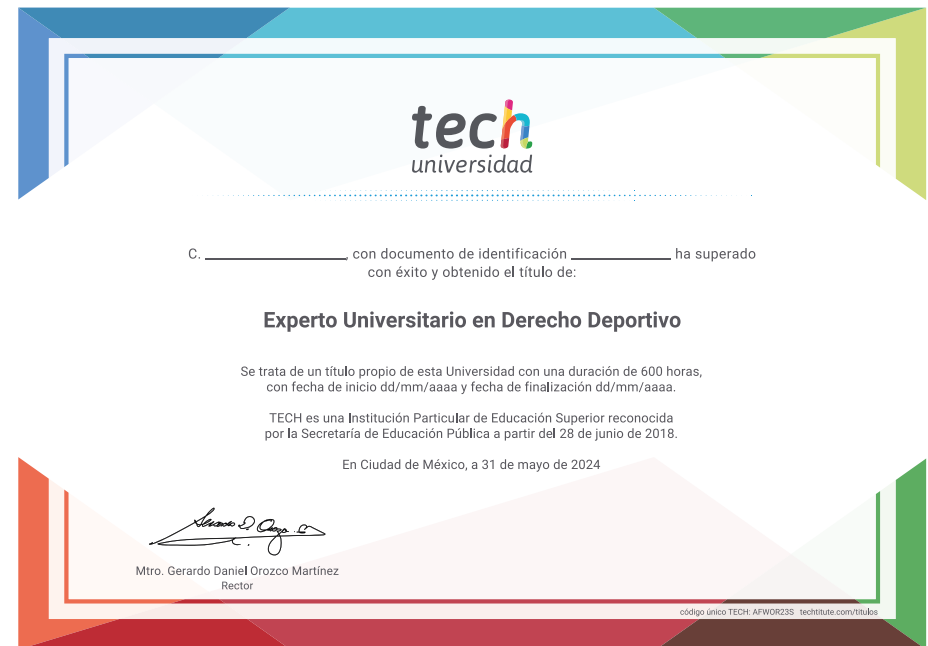 tech
universidad
C. ____________, con documento de identificación ____________ ha superado
con éxito y obtenido el título de:
Experto Universitario en Derecho Deportivo
Se trata de un título propio de esta Universidad con una duración de 600 horas,
con fecha de inicio dd/mm/aaaa y fecha de finalización dd/mm/aaaa.
TECH es una Institución Particular de Educación Superior reconocida
por la Secretaría de Educación Pública a partir del 28 de junio de 2018.
En Ciudad de México, a 31 de mayo de 2024
Mtro. Gerardo Daniel Orozco Martínez
Rector
código único TECH: AFWOR23S techtitute.com/titulos